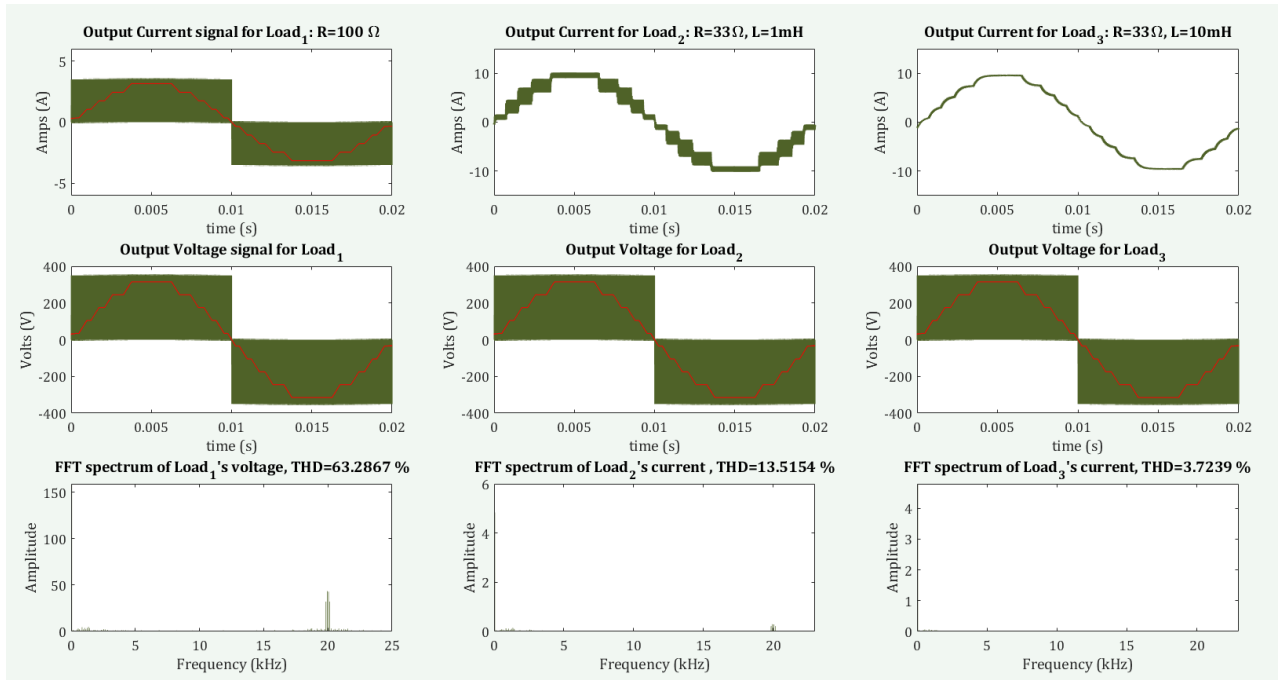 Output Current signal for Load1: R=100 Ω
Output Current for Load2: R=33Ω, L=1mH
Output Current for Load3: R=33Ω, L=10mH
5
0
-5
Amps (A)
0 0.005 0.01 0.015 0.02
time (s)
10
0
-10
Amps (A)
0 0.005 0.01 0.015 0.02
time (s)
10
0
-10
Amps (A)
0 0.005 0.01 0.015 0.02
time (s)
Output Voltage signal for Load1
Output Voltage for Load2
Output Voltage for Load3
400
200
0
-200
-400
Volts (V)
0 0.005 0.01 0.015 0.02
time (s)
400
200
0
-200
-400
0 0.005 0.01 0.015 0.02
time (s)
400
200
0
-200
-400
Volts (V)
0 0.005 0.01 0.015 0.02
time (s)
FFT spectrum of Load1's voltage, THD=63.2867 %
FFT spectrum of Load2's current , THD=13.5154 %
FFT spectrum of Load3's current, THD=3.7239 %
150
100
50
0
Amplitude
0 5 10 15 20 25
Frequency (kHz)
6
4
2
0
Amplitude
0 5 10 15 20
Frequency (kHz)
4
3
2
1
0
Amplitude
0 5 10 15 20
Frequency (kHz)